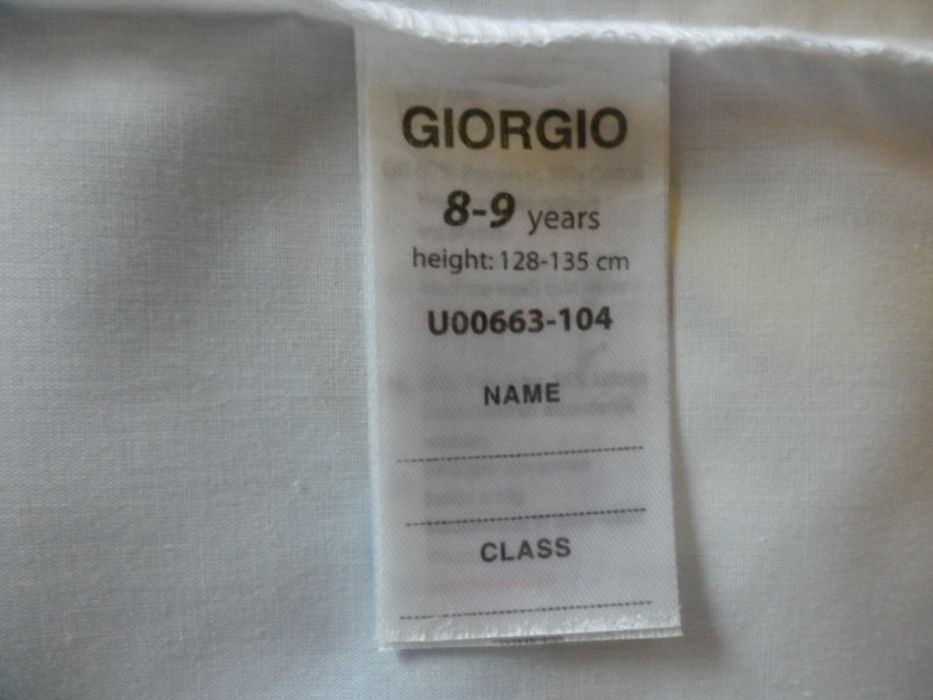 GIORGIO
8-9 years
height: 128-135 cm
U00663-104
NAME
CLASS